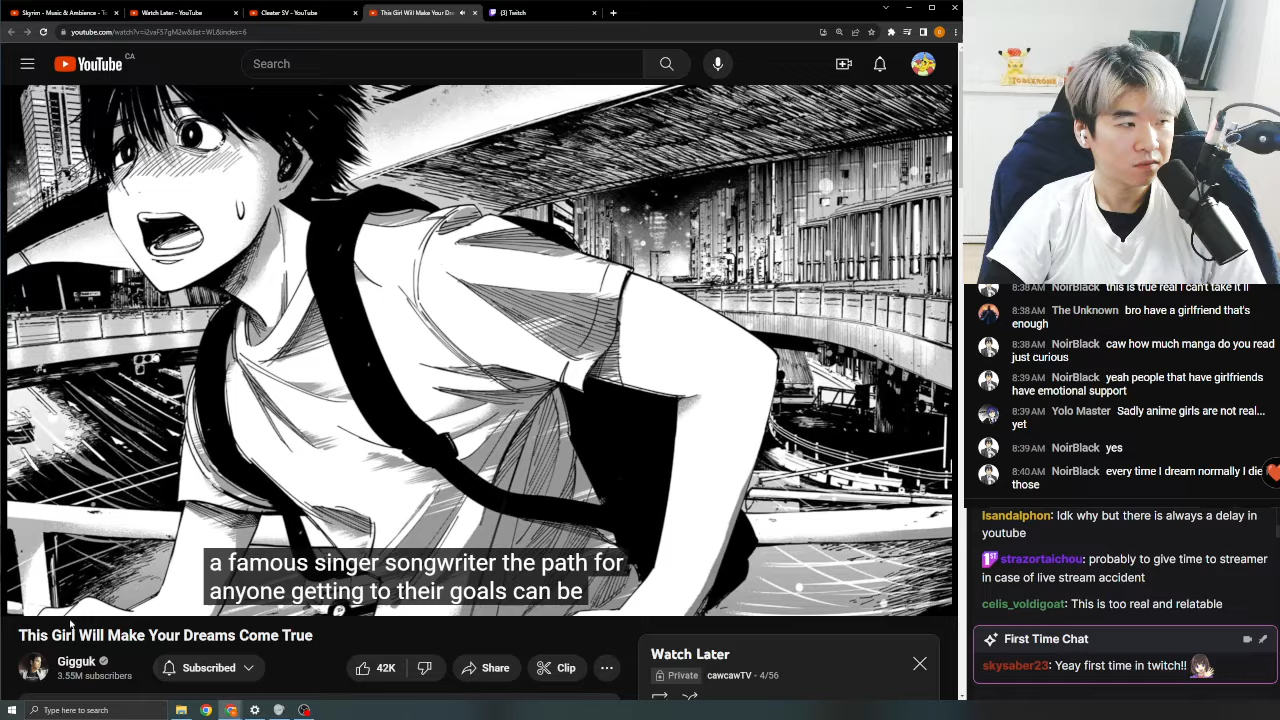 Skyrim - Music & Ambience - To
Watch Later - YouTube
Cleater SV - YouTube
This Girl Will Make Your Dre
(3) Twitch
youtube.com/watch?v=i2vaF57gM2w&list=WL&index=6
YouTube CA
Search
a famous singer songwriter the path for
anyone getting to their goals can be
This Girl Will Make Your Dreams Come True
Gigguk
3.55M subscribers
Subscribed
42K
Share
Clip
Watch Later
Private cawcawTV - 4/56
Type here to search
TOBLERONE
8:38 AM NoirBlack this is true real I can't take it ll
8:38 AM The Unknown bro have a girlfriend that's
enough
8:38 AM NoirBlack caw how much manga do you read
just curious
8:39 AM NoirBlack yeah people that have girlfriends
have emotional support
8:39 AM Yolo Master Sadly anime girls are not real...
yet
8:39 AM NoirBlack yes
8:40 AM NoirBlack every time I dream normally I die
those
Isandalphon: Idk why but there is always a delay in
youtube
1ST strazortaichou: probably to give time to streamer
in case of live stream accident
celis_voldigoat: This is too real and relatable
First Time Chat
skysaber23: Yeay first time in twitch!!